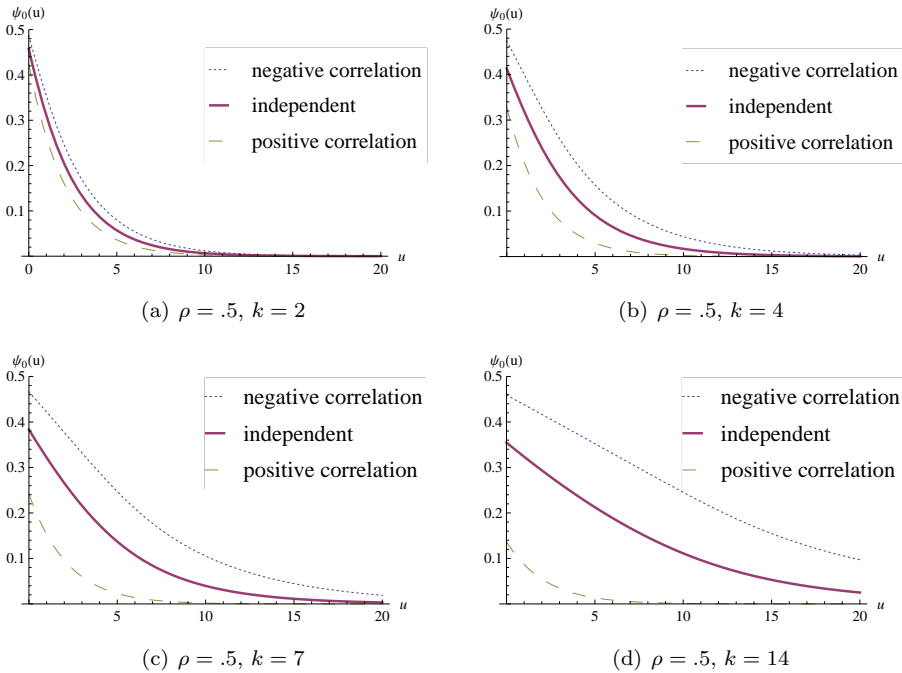 ψ₀(u)
0.5
0.4
0.3
0.2
0.1
0
5
10
15
20
u
negative correlation
independent
positive correlation
(a) ρ = .5, k = 2
ψ₀(u)
0.5
0.4
0.3
0.2
0.1
5
10
15
20
u
negative correlation
independent
positive correlation
(b) ρ = .5, k = 4
ψ₀(u)
0.5
0.4
0.3
0.2
0.1
0
5
10
15
20
u
negative correlation
independent
positive correlation
(c) ρ = .5, k = 7
ψ₀(u)
0.5
0.4
0.3
0.2
0.1
5
10
15
20
u
negative correlation
independent
positive correlation
(d) ρ = .5, k = 14